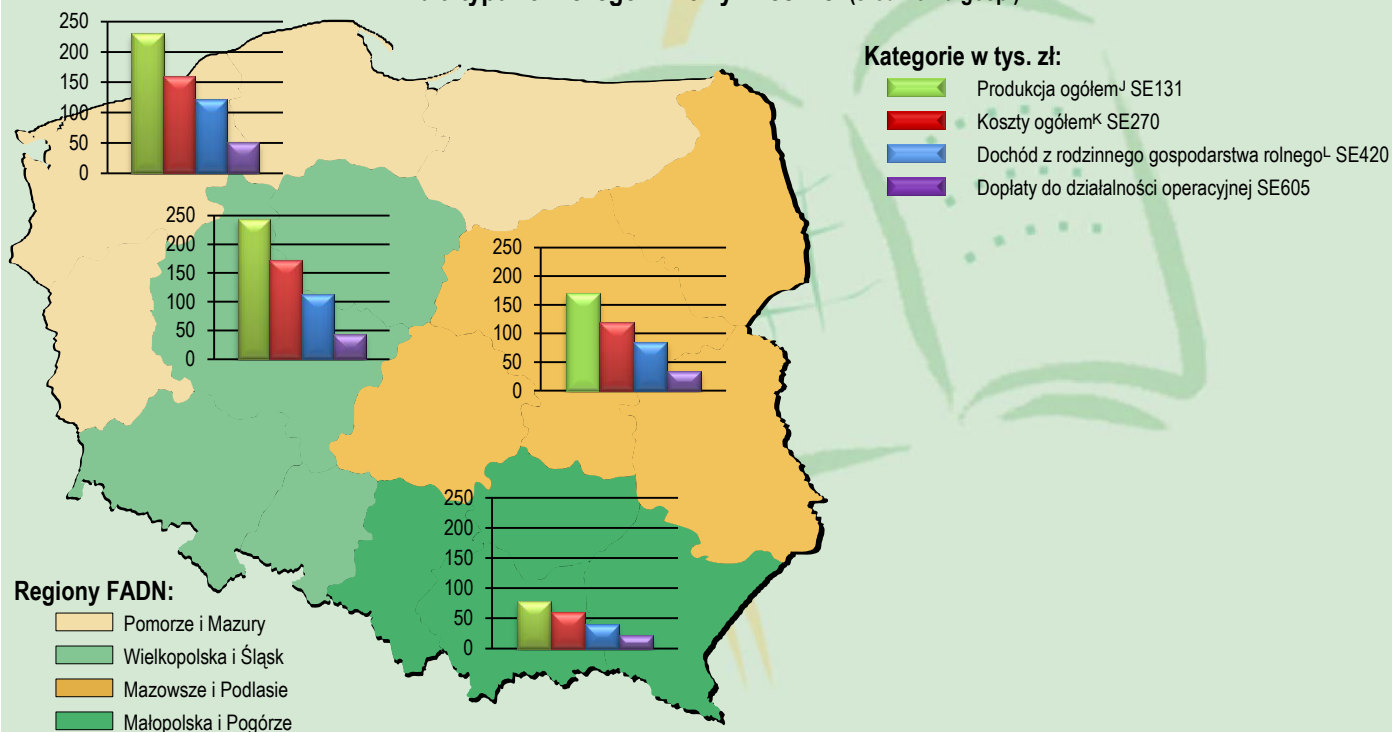 Kategorie w tys. zł:
Produkcja ogółemᴶ SE131
Koszty ogółemᴷ SE270
Dochód z rodzinnego gospodarstwa rolnegoᴸ SE420
Dopłaty do działalności operacyjnej SE605
250
200
150
100
50
0
250
200
150
100
50
0
250
200
150
100
50
0
250
200
150
100
50
0
Regiony FADN:
Pomorze i Mazury
Wielkopolska i Śląsk
Mazowsze i Podlasie
Małopolska i Pogórze